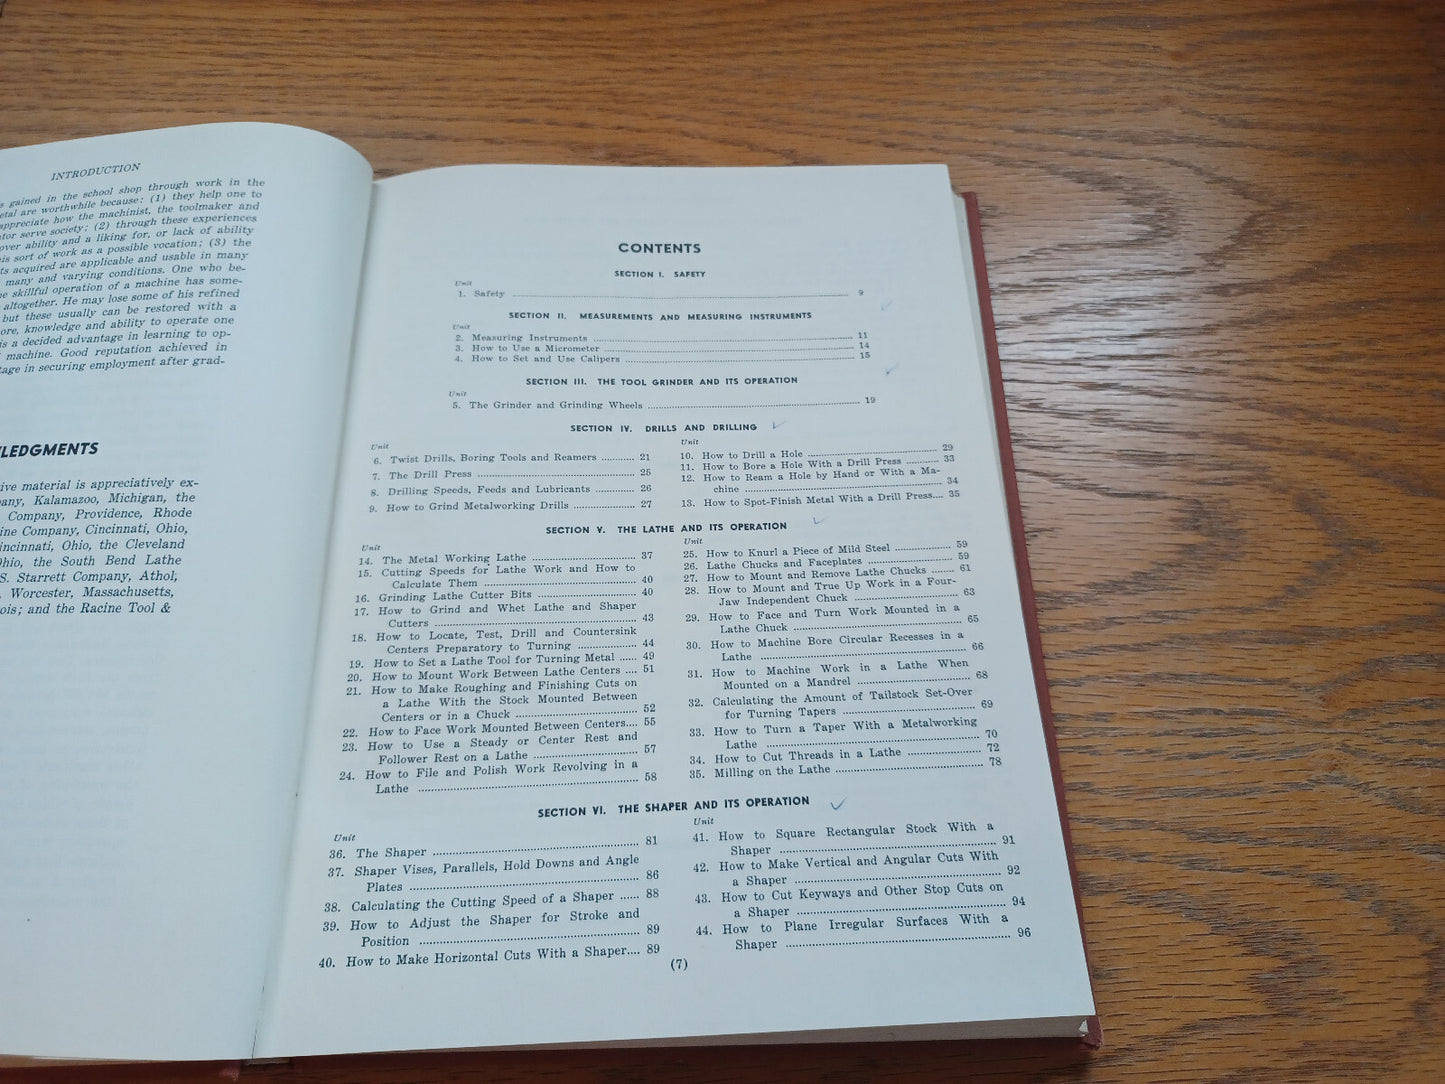 INTRODUCTION
s gained in the school shop through work in the
etal are worthwhile because: (1) they help one to
appreciate how the machinist, the toolmaker and
ator serve society; (2) through these experiences
over ability and a liking for, or lack of ability
his sort of work as a possible vocation; (3) the
ts acquired are applicable and usable in many
many and varying conditions. One who be-
he skillful operation of a machine has some-
altogether. He may lose some of his refined
but these usually can be restored with a
ore, knowledge and ability to operate one
is a decided advantage in learning to op-
machine. Good reputation achieved in
tage in securing employment after grad-
LEDGMENTS
ive material is appreciatively ex-
pany, Kalamazoo, Michigan, the
Company, Providence, Rhode
ine Company, Cincinnati, Ohio,
incinnati, Ohio, the Cleveland
Ohio, the South Bend Lathe
S. Starrett Company, Athol,
, Worcester, Massachusetts,
ois; and the Racine Tool &
CONTENTS
SECTION I. SAFETY
Unit
1. Safety 9
SECTION II. MEASUREMENTS AND MEASURING INSTRUMENTS
Unit
2. Measuring Instruments 11
3. How to Use a Micrometer 14
4. How to Set and Use Calipers 15
SECTION III. THE TOOL GRINDER AND ITS OPERATION
Unit
5. The Grinder and Grinding Wheels 19
SECTION IV. DRILLS AND DRILLING
Unit
6. Twist Drills, Boring Tools and Reamers 21
7. The Drill Press 25
8. Drilling Speeds, Feeds and Lubricants 26
9. How to Grind Metalworking Drills 27
Unit
10. How to Drill a Hole 29
11. How to Bore a Hole With a Drill Press 33
12. How to Ream a Hole by Hand or With a Ma-
chine 34
13. How to Spot-Finish Metal With a Drill Press 35
SECTION V. THE LATHE AND ITS OPERATION
Unit
14. The Metal Working Lathe 37
15. Cutting Speeds for Lathe Work and How to
Calculate Them 40
16. Grinding Lathe Cutter Bits 40
17. How to Grind and Whet Lathe and Shaper
Cutters 43
18. How to Locate, Test, Drill and Countersink
Centers Preparatory to Turning 44
19. How to Set a Lathe Tool for Turning Metal 49
20. How to Mount Work Between Lathe Centers 51
21. How to Make Roughing and Finishing Cuts on
a Lathe With the Stock Mounted Between
Centers or in a Chuck 52
22. How to Face Work Mounted Between Centers 55
23. How to Use a Steady or Center Rest and
Follower Rest on a Lathe 57
24. How to File and Polish Work Revolving in a
Lathe 58
Unit
25. How to Knurl a Piece of Mild Steel 59
26. Lathe Chucks and Faceplates 59
27. How to Mount and Remove Lathe Chucks 61
28. How to Mount and True Up Work in a Four-
Jaw Independent Chuck 63
29. How to Face and Turn Work Mounted in a
Lathe Chuck 65
30. How to Machine Bore Circular Recesses in a
Lathe 66
31. How to Machine Work in a Lathe When
Mounted on a Mandrel 68
32. Calculating the Amount of Tailstock Set-Over
for Turning Tapers 69
33. How to Turn a Taper With a Metalworking
Lathe 70
34. How to Cut Threads in a Lathe 72
35. Milling on the Lathe 78
SECTION VI. THE SHAPER AND ITS OPERATION
Unit
36. The Shaper 81
37. Shaper Vises, Parallels, Hold Downs and Angle
Plates 86
38. Calculating the Cutting Speed of a Shaper 88
39. How to Adjust the Shaper for Stroke and
Position 89
40. How to Make Horizontal Cuts With a Shaper 89
Unit
41. How to Square Rectangular Stock With a
Shaper 91
42. How to Make Vertical and Angular Cuts With
a Shaper 92
43. How to Cut Keyways and Other Stop Cuts on
a Shaper 94
44. How to Plane Irregular Surfaces With a
Shaper 96
(7)